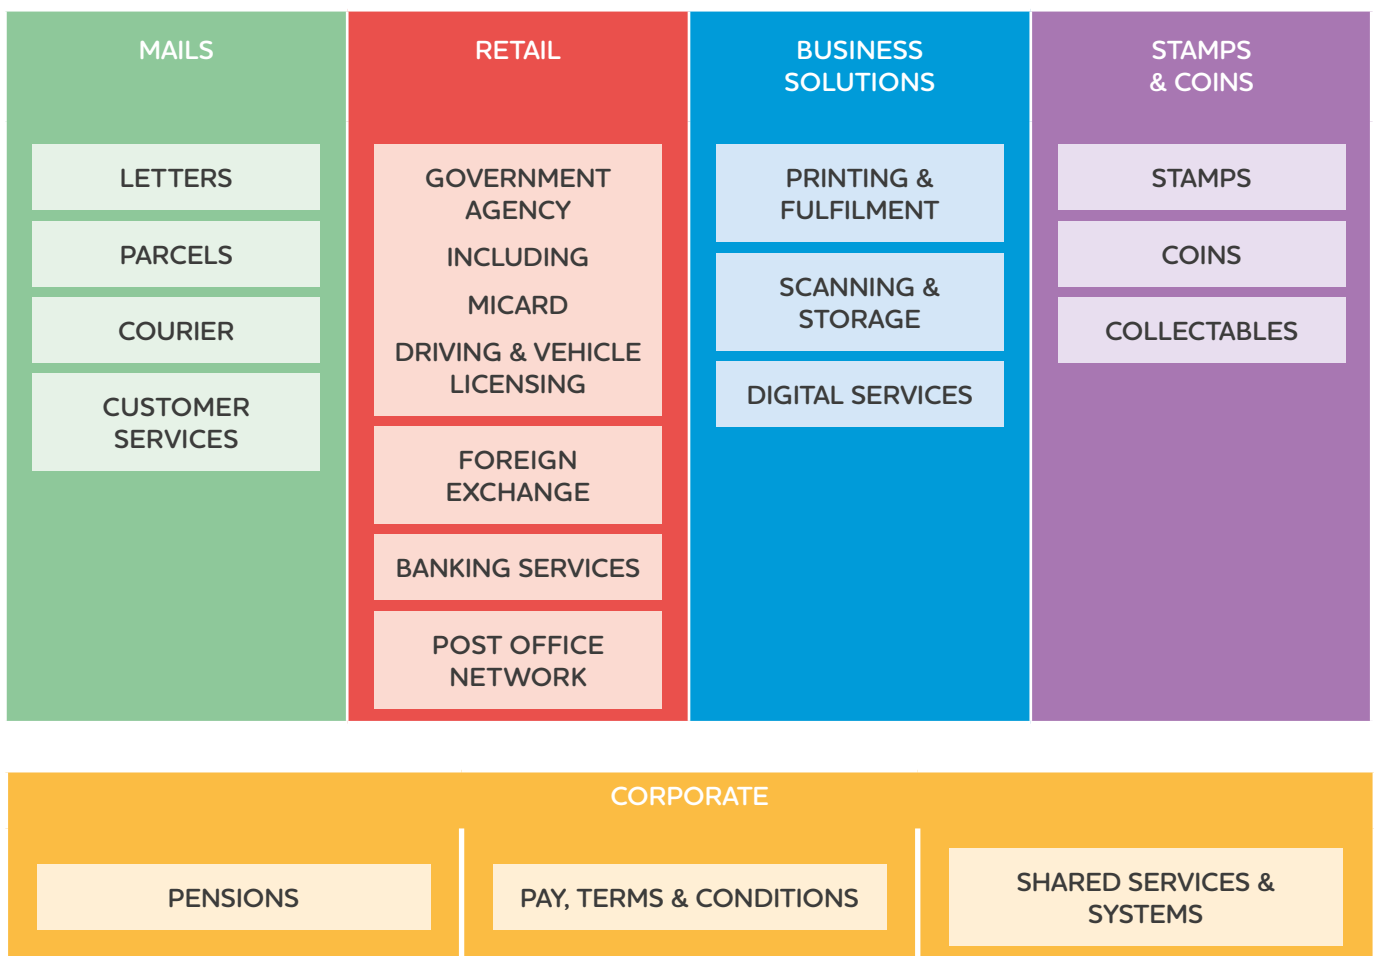 MAILS
LETTERS
PARCELS
COURIER
CUSTOMER
SERVICES
RETAIL
GOVERNMENT
AGENCY
INCLUDING
MICARD
DRIVING & VEHICLE
LICENSING
FOREIGN
EXCHANGE
BANKING SERVICES
POST OFFICE
NETWORK
BUSINESS
SOLUTIONS
PRINTING &
FULFILMENT
SCANNING &
STORAGE
DIGITAL SERVICES
STAMPS
& COINS
STAMPS
COINS
COLLECTABLES
CORPORATE
PENSIONS
PAY, TERMS & CONDITIONS
SHARED SERVICES &
SYSTEMS